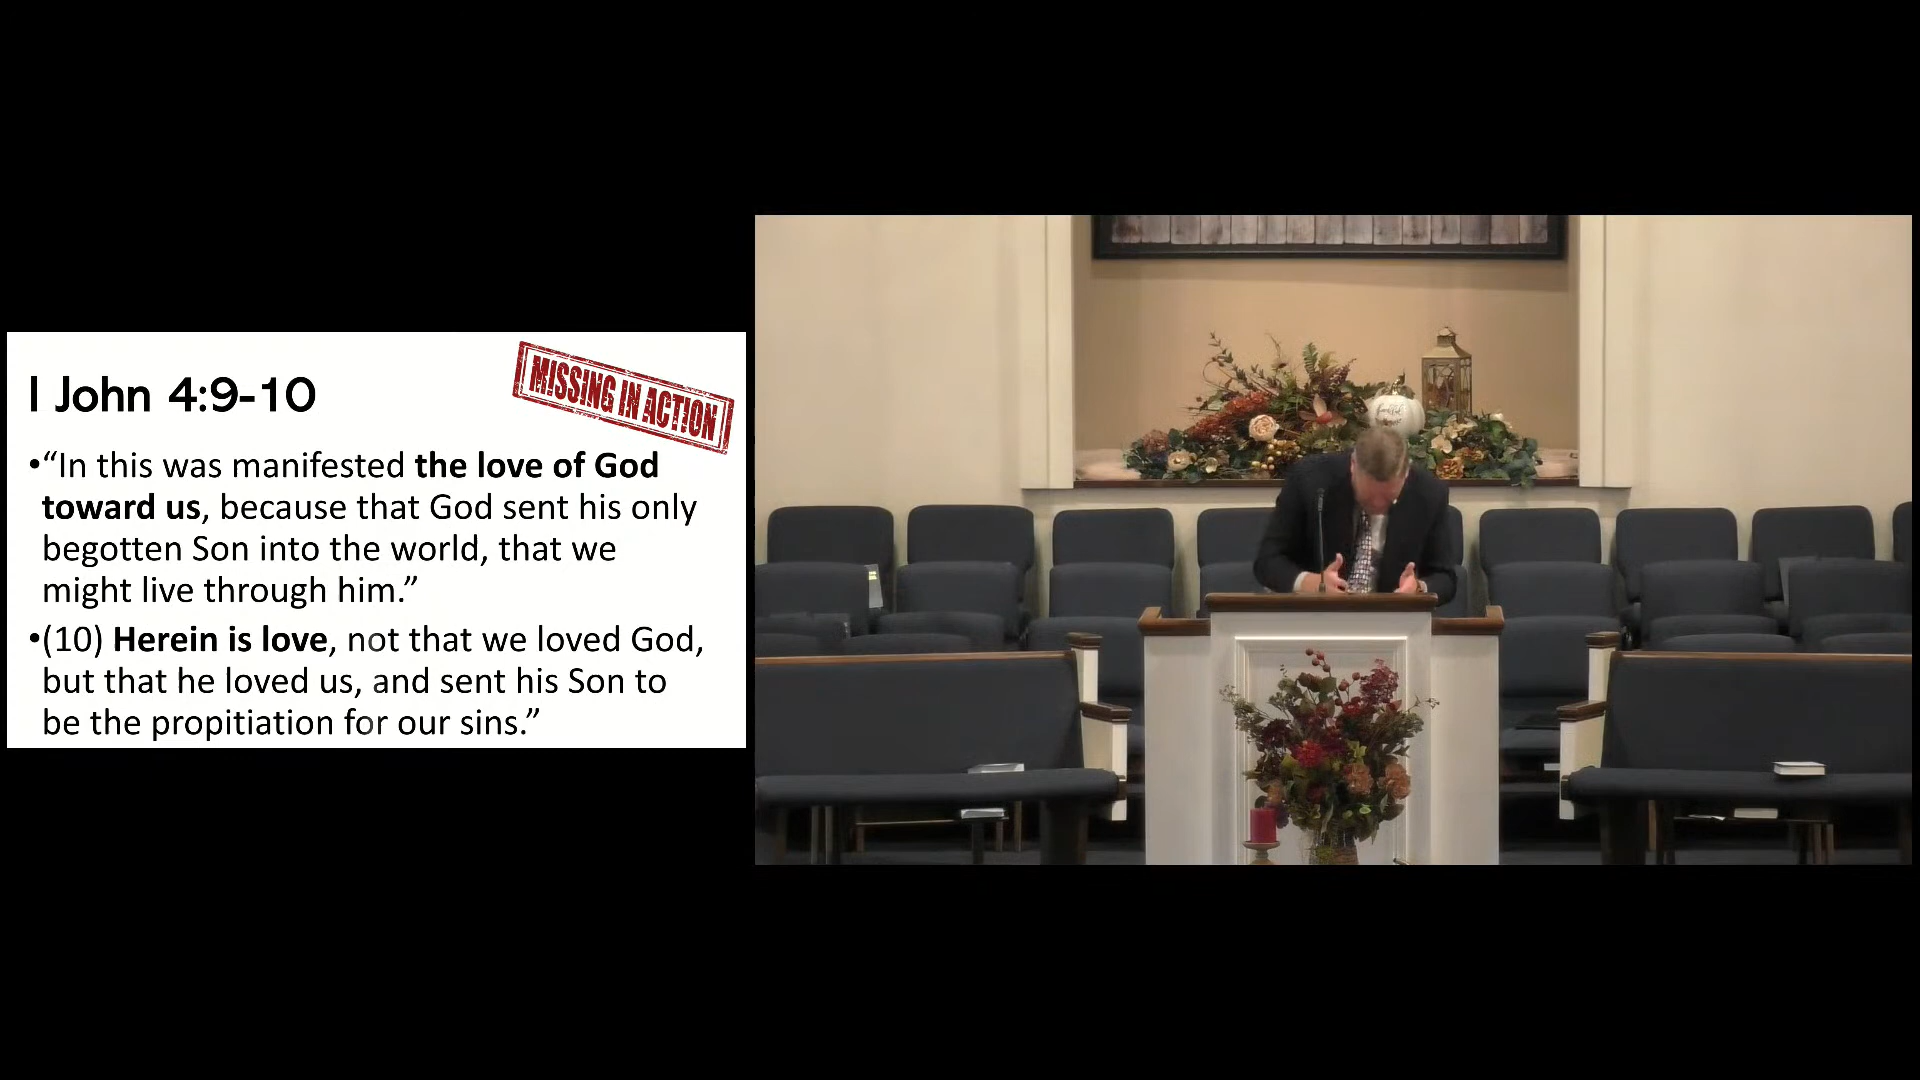 I John 4:9-10
MISSING IN ACTION
•“In this was manifested the love of God
toward us, because that God sent his only
begotten Son into the world, that we
might live through him.”
•(10) Herein is love, not that we loved God,
but that he loved us, and sent his Son to
be the propitiation for our sins.”